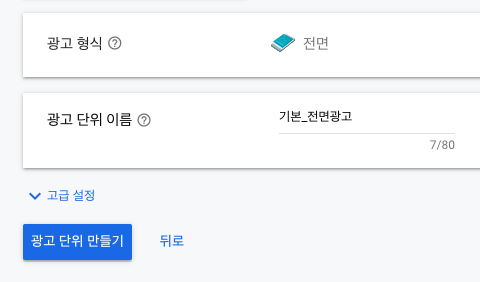 광고 형식
전면
광고 단위 이름
기본_전면광고
7/80
고급 설정
광고 단위 만들기
뒤로